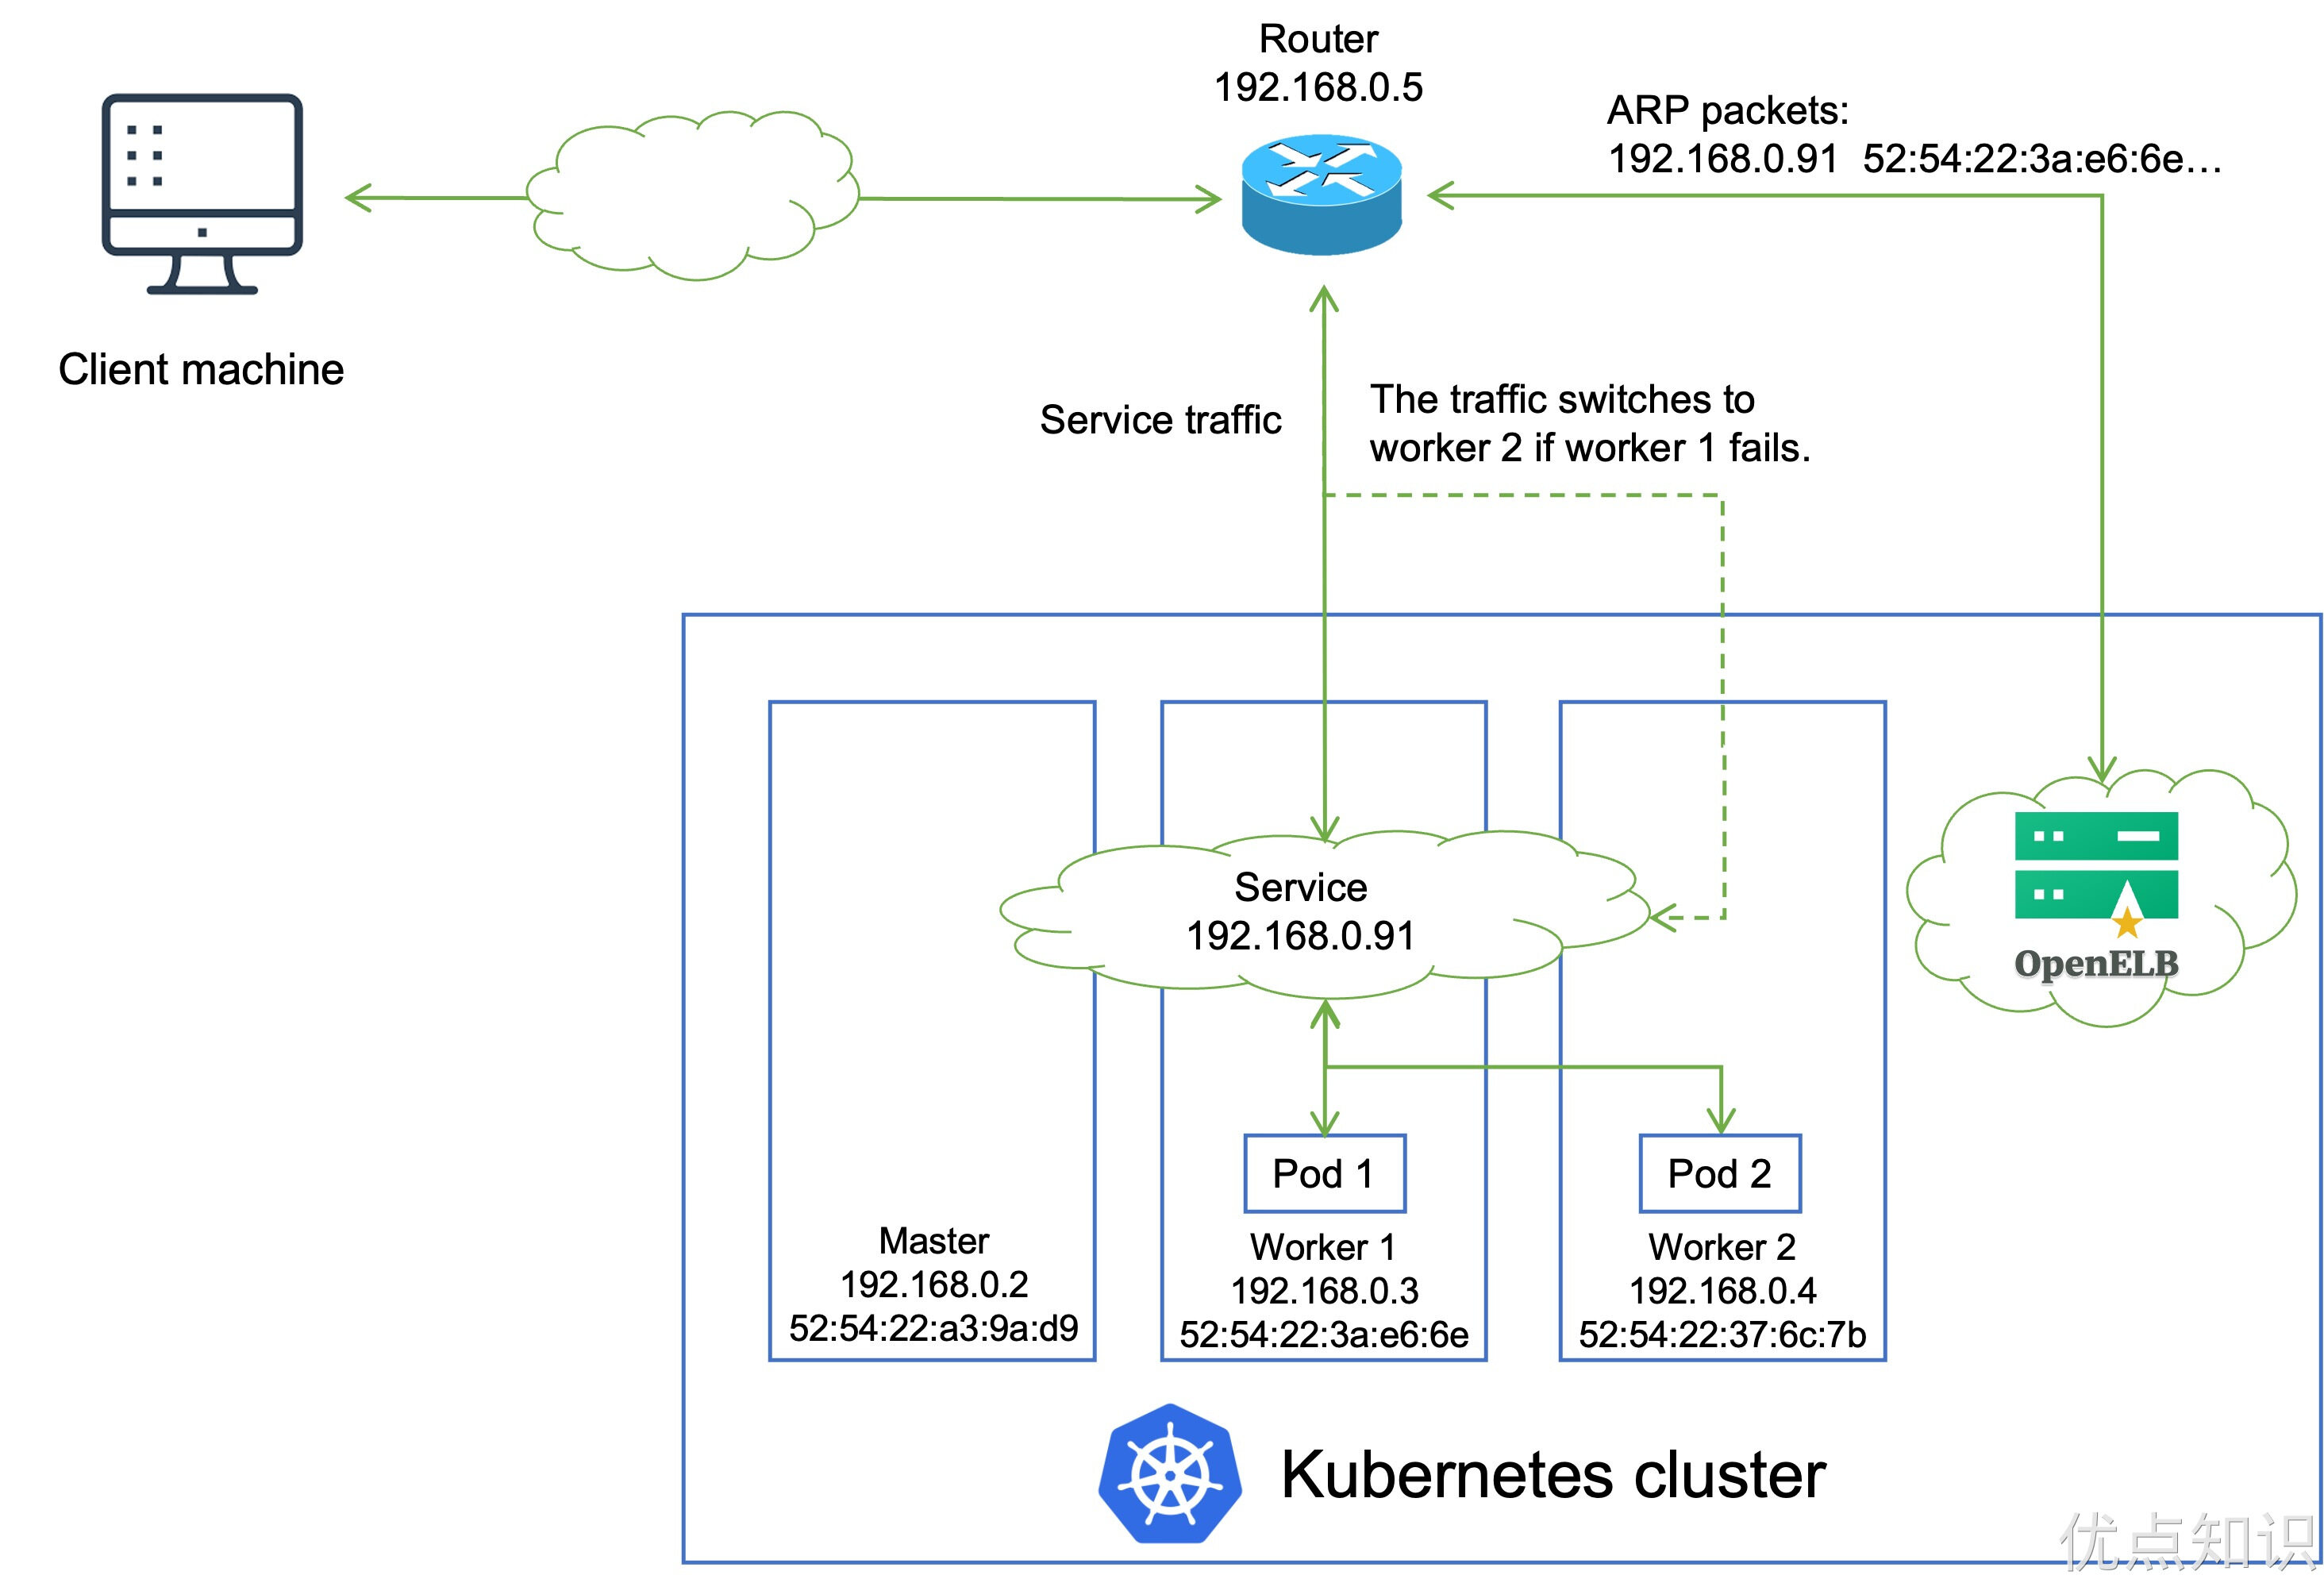 Router
192.168.0.5
ARP packets:
192.168.0.91 52:54:22:3a:e6:6e...
Client machine
Service traffic
The traffic switches to
worker 2 if worker 1 fails.
Service
192.168.0.91
OpenELB
Pod 1
Pod 2
Master
192.168.0.2
52:54:22:a3:9a:d9
Worker 1
192.168.0.3
52:54:22:3a:e6:6e
Worker 2
192.168.0.4
52:54:22:37:6c:7b
Kubernetes cluster
优点知识